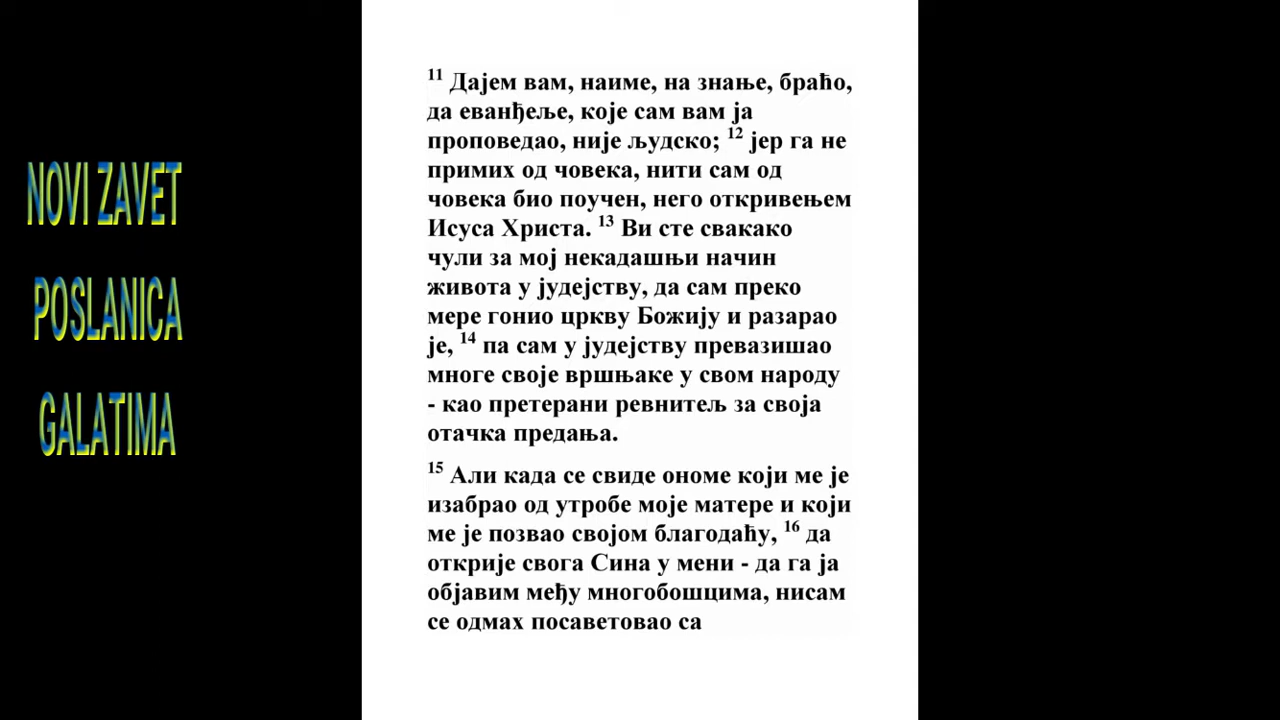 NOVI ZAVET
POSLANICA
GALATIMA
11 Дајем вам, наиме, на знање, браћо,
да еванђеље, које сам вам ја
проповедао, није људско; 12 јер га не
примих од човека, нити сам од
човека био поучен, него откривењем
Исуса Христа. 13 Ви сте свакако
чули за мој некадашњи начин
живота у јудејству, да сам преко
мере гонио цркву Божију и разарао
је, 14 па сам у јудејству превазишао
многе своје вршњаке у свом народу
- као претерани ревнитељ за своја
отачка предања.
15 Али када се свиде ономе који ме је
изабрао од утробе моје матере и који
ме је позвао својом благодаћу, 16 да
открије свога Сина у мени - да га ја
објавим међу многобошцима, нисам
се одмах посаветовао са